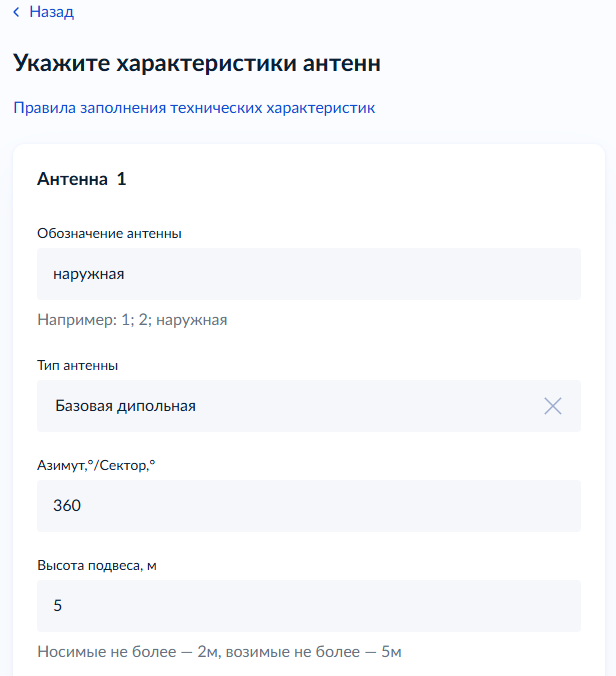 Назад
Укажите характеристики антенн
Правила заполнения технических характеристик
Антенна 1
Обозначение антенны
наружная
Например: 1; 2; наружная
Тип антенны
Базовая дипольная
Азимут,°/Сектор,°
360
Высота подвеса, м
5
Носимые не более — 2м, возимые не более — 5м